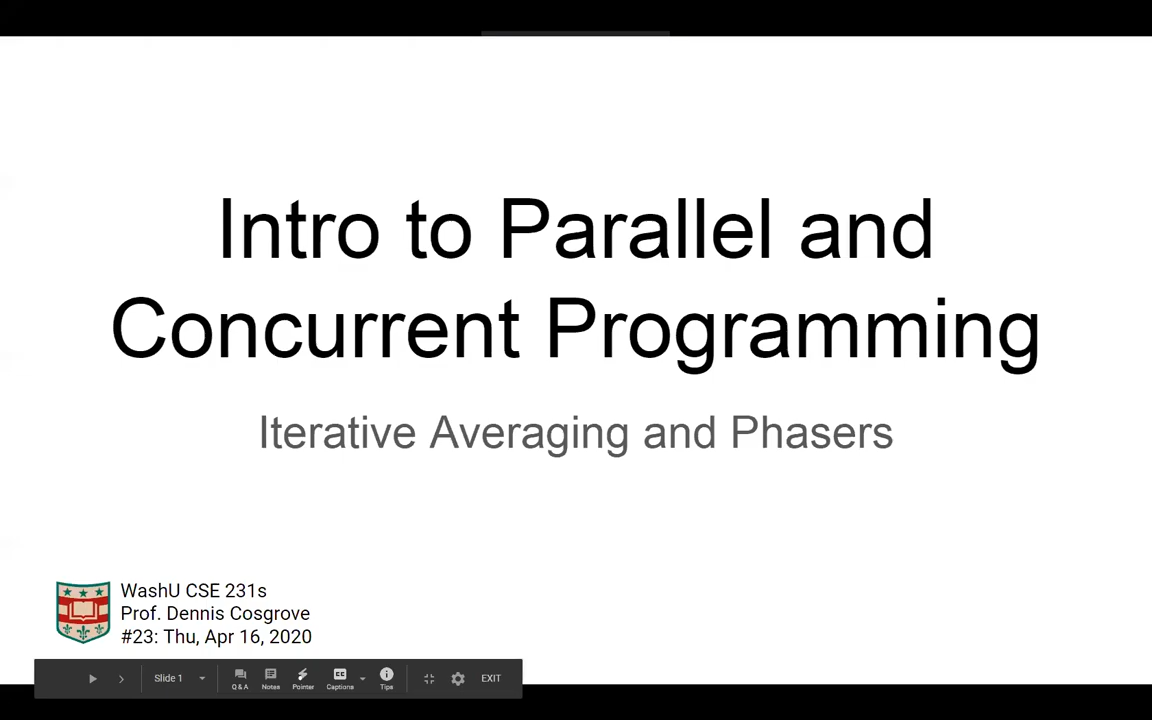 Intro to Parallel and
Concurrent Programming
Iterative Averaging and Phasers
WashU CSE 231s
Prof. Dennis Cosgrove
#23: Thu, Apr 16, 2020
Slide 1
Q & A
Notes
Pointer
CC
Captions
Tips
EXIT